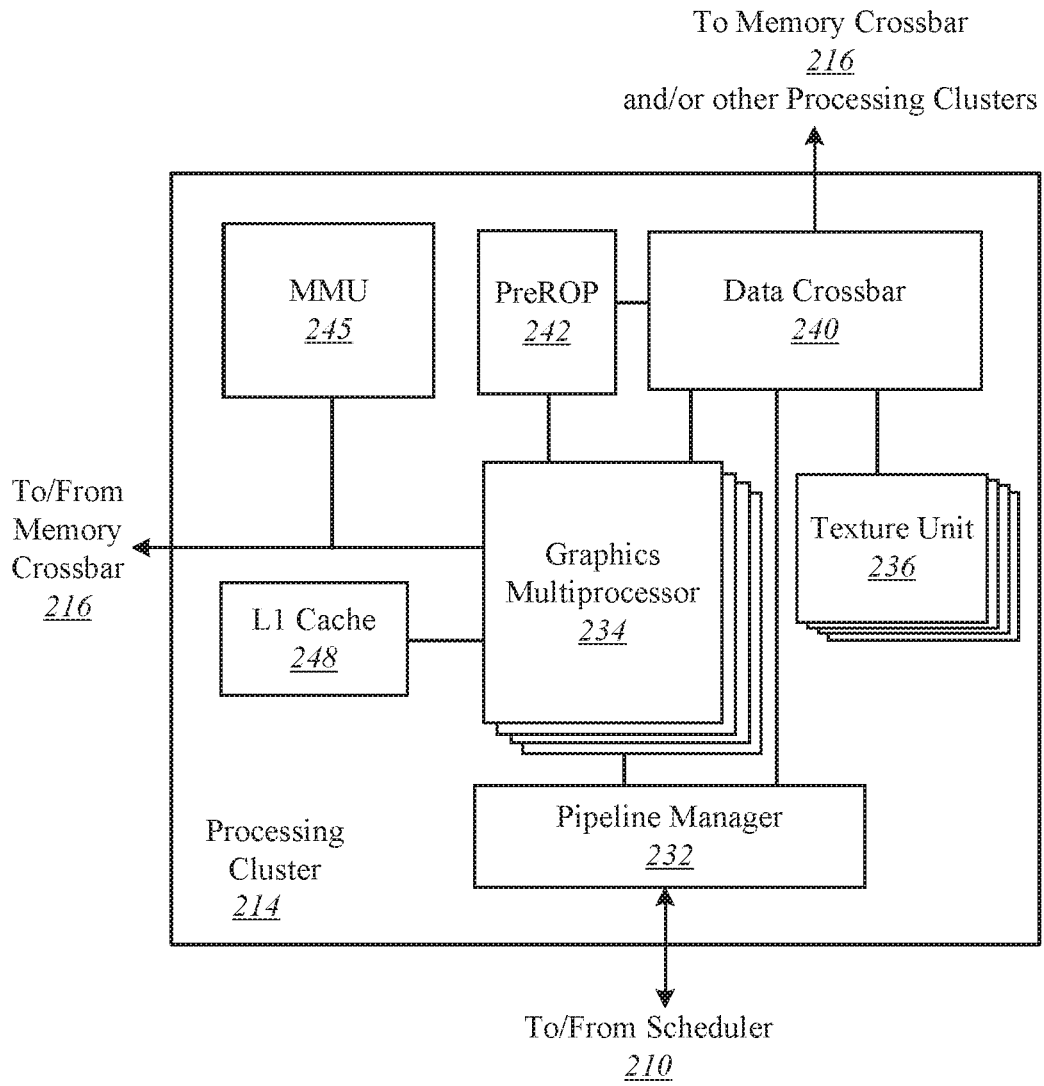 To Memory Crossbar
216
and/or other Processing Clusters
MMU
245
PreROP
242
Data Crossbar
240
To/From
Memory
Crossbar
216
Graphics
Multiprocessor
234
Texture Unit
236
L1 Cache
248
Pipeline Manager
232
Processing
Cluster
214
To/From Scheduler
210